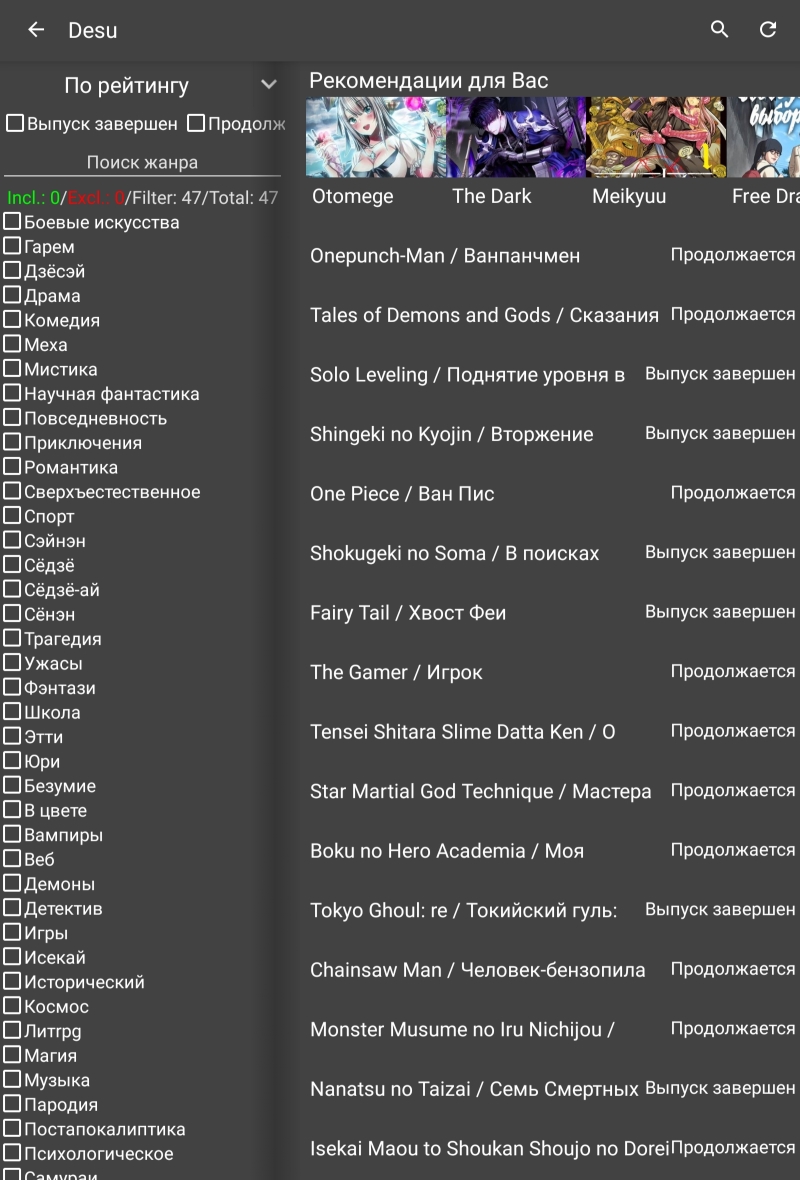 Desu
По рейтингу
Выпуск завершен Продолж
Поиск жанра
Incl.: 0/Excl.: 0/Filter: 47/Total: 47
Боевые искусства
Гарем
Дзёсэй
Драма
Комедия
Меха
Мистика
Научная фантастика
Повседневность
Приключения
Романтика
Сверхъестественное
Спорт
Сэйнэн
Сёдзё
Сёдзё-ай
Сёнэн
Трагедия
Ужасы
Фэнтази
Школа
Этти
Юри
Безумие
В цвете
Вампиры
Веб
Демоны
Детектив
Игры
Исекай
Исторический
Космос
Литrpg
Магия
Музыка
Пародия
Постапокалиптика
Психологическое
Самураи
Рекомендации для Вас
выбор
Otomege The Dark Meikyuu Free Dra
Onepunch-Man / Ванпанчмен Продолжается
Tales of Demons and Gods / Сказания Продолжается
Solo Leveling / Поднятие уровня в Выпуск завершен
Shingeki no Kyojin / Вторжение Выпуск завершен
One Piece / Ван Пис Продолжается
Shokugeki no Soma / В поисках Выпуск завершен
Fairy Tail / Хвост Феи Выпуск завершен
The Gamer / Игрок Продолжается
Tensei Shitara Slime Datta Ken / О Продолжается
Star Martial God Technique / Мастера Продолжается
Boku no Hero Academia / Моя Продолжается
Tokyo Ghoul: re / Токийский гуль: Выпуск завершен
Chainsaw Man / Человек-бензопила Продолжается
Monster Musume no Iru Nichijou / Продолжается
Nanatsu no Taizai / Семь Смертных Выпуск завершен
Isekai Maou to Shoukan Shoujo no Dorei Продолжается